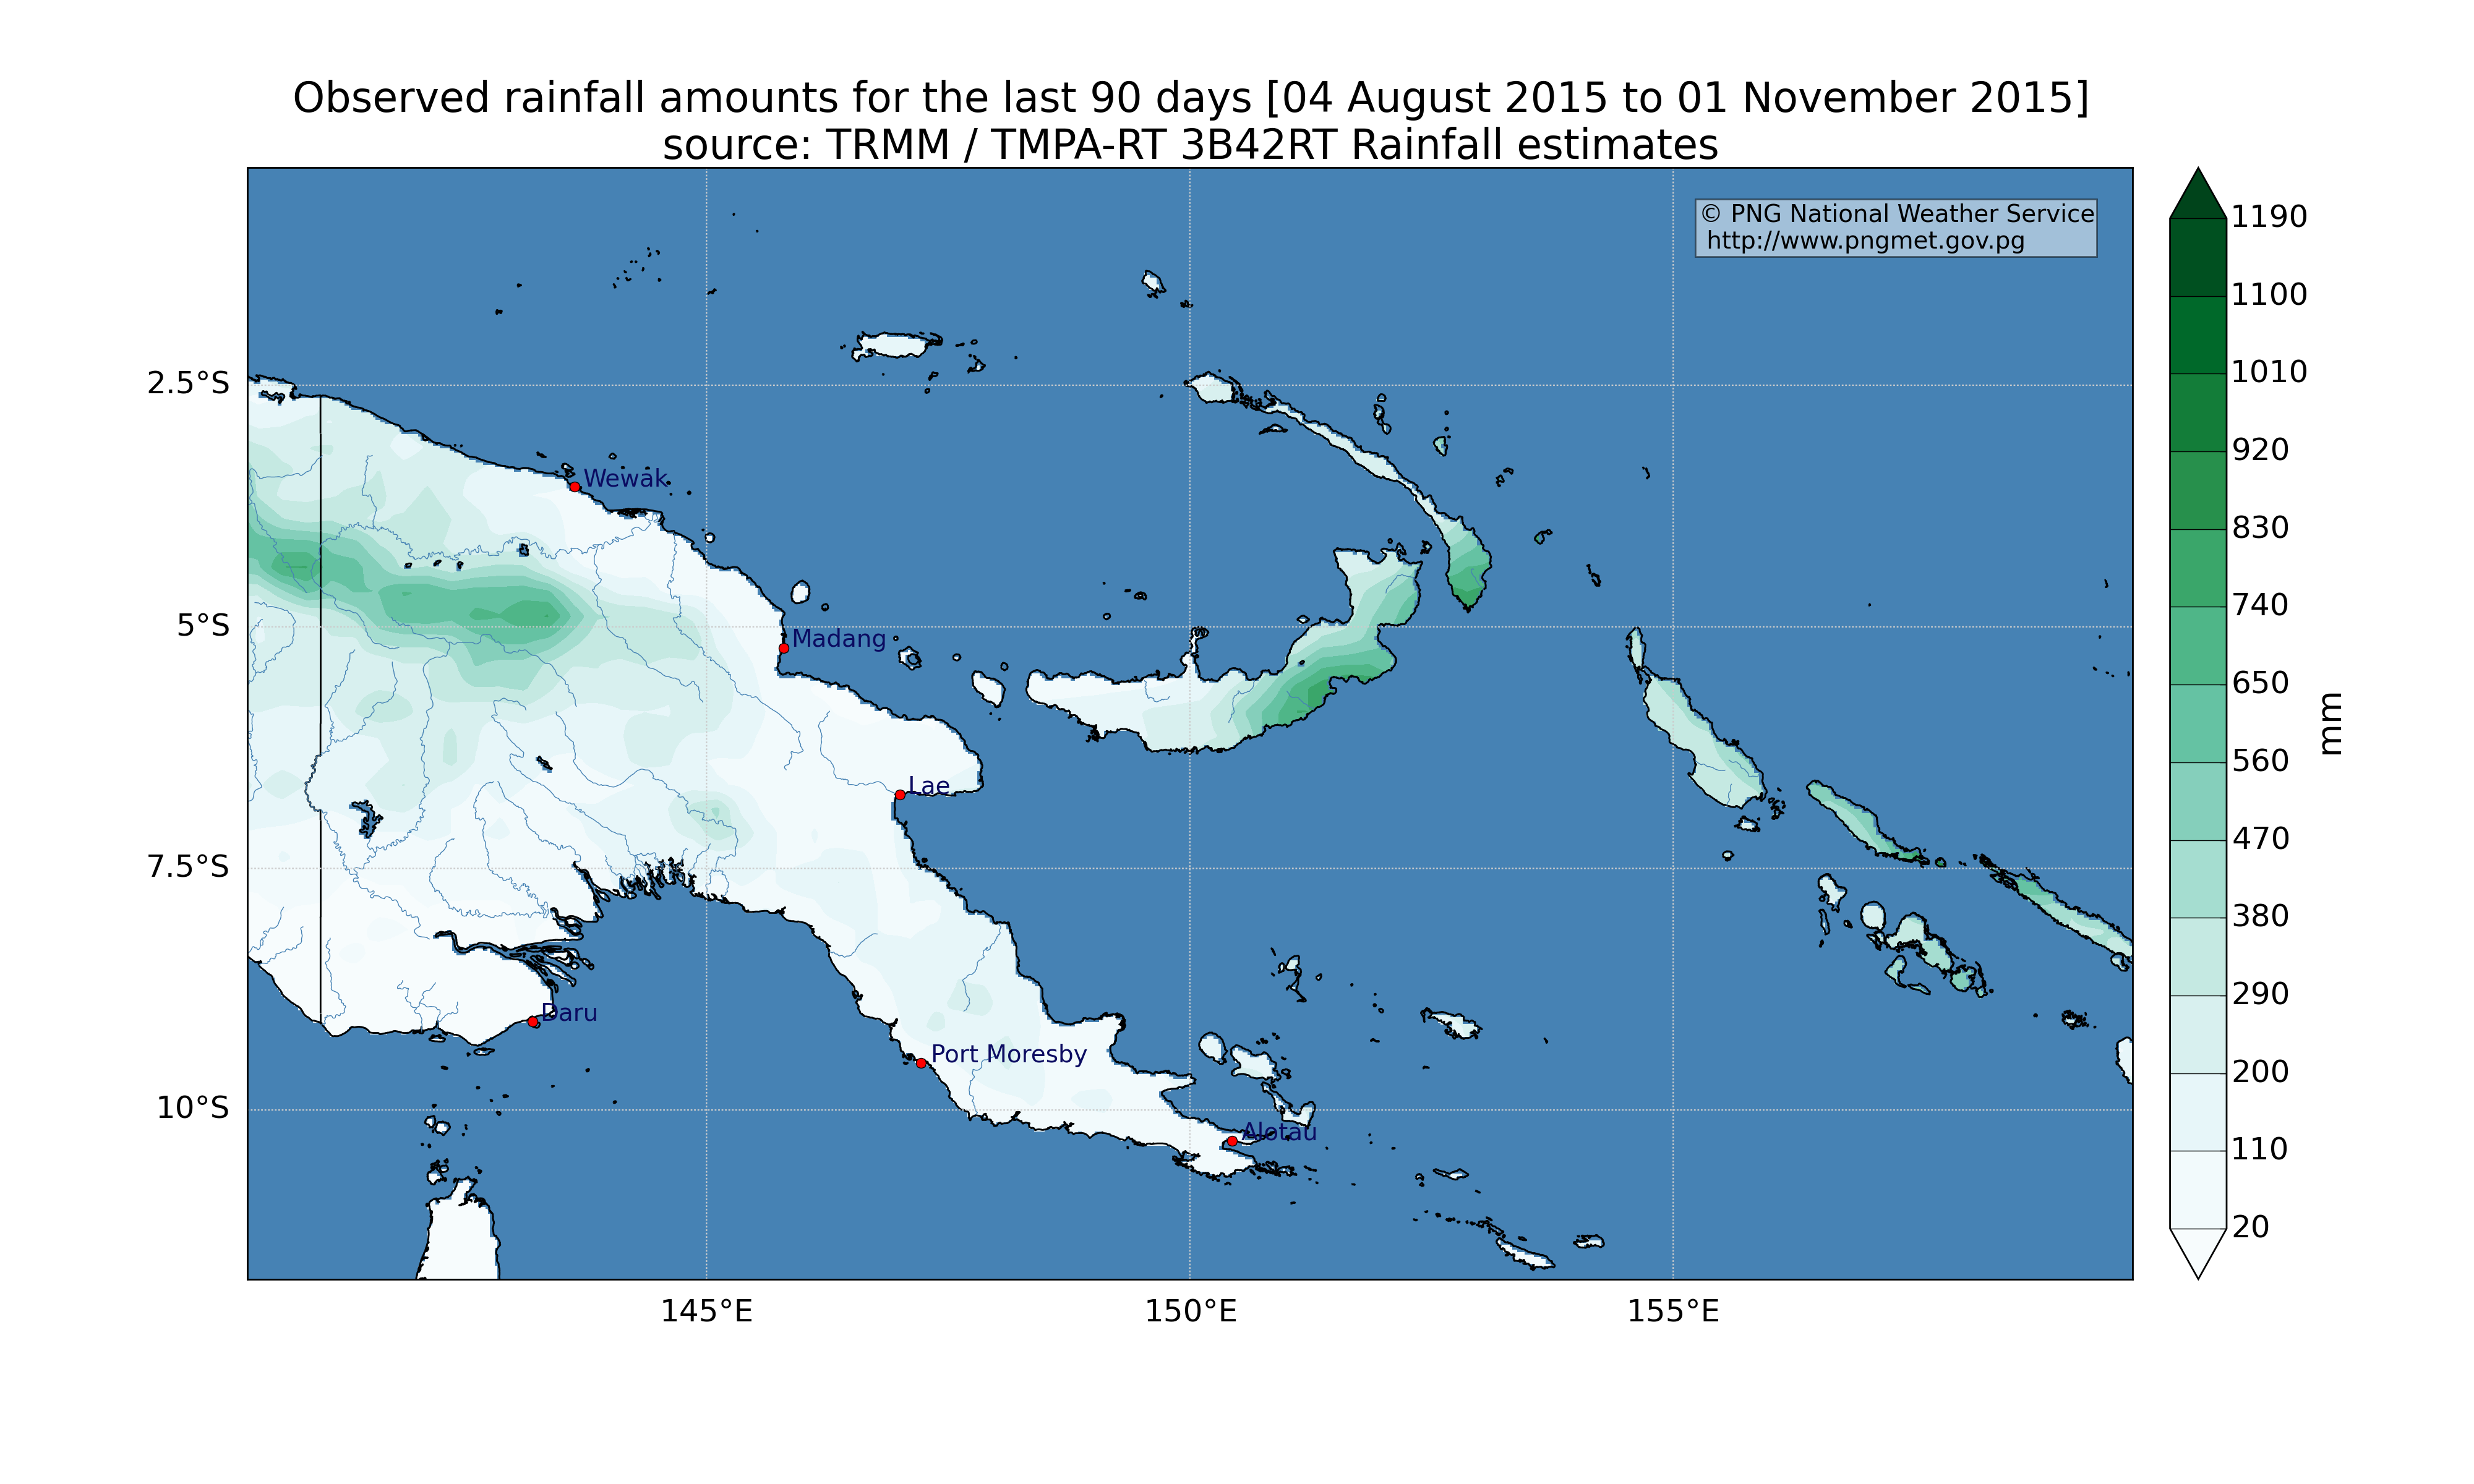 Observed rainfall amounts for the last 90 days [04 August 2015 to 01 November 2015]
source: TRMM / TMPA-RT 3B42RT Rainfall estimates
© PNG National Weather Service
http://www.pngmet.gov.pg
2.5°S
5°S
7.5°S
10°S
Wewak
Madang
Lae
Daru
Port Moresby
Alotau
145°E
150°E
155°E
1190
1100
1010
920
830
740
650
560
470
380
290
200
110
20
mm